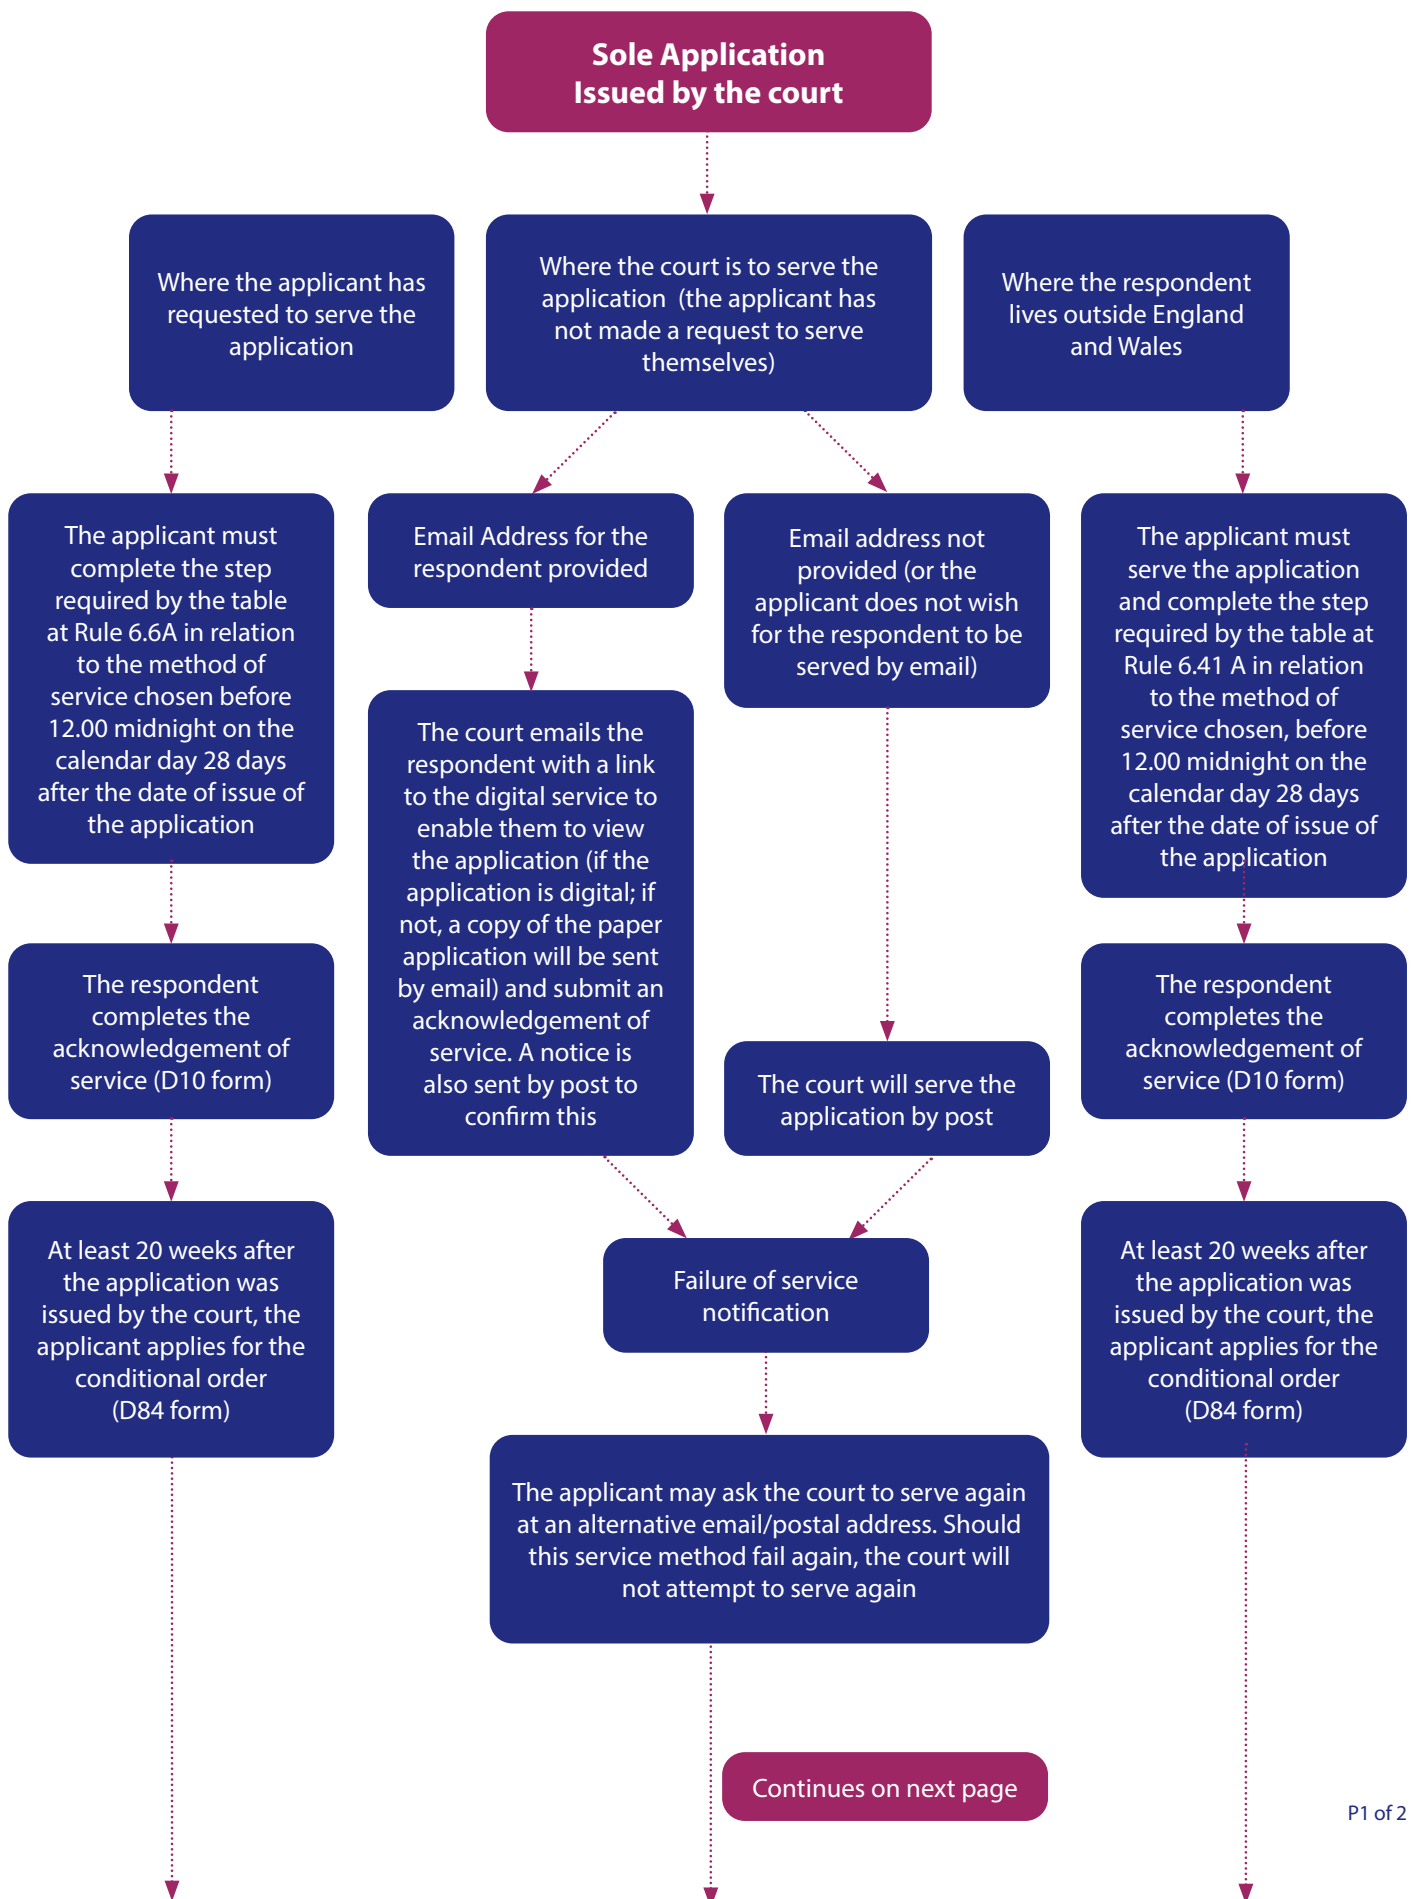 Sole Application
Issued by the court
Where the applicant has
requested to serve the
application
Where the court is to serve the
application (the applicant has
not made a request to serve
themselves)
Where the respondent
lives outside England
and Wales
The applicant must
complete the step
required by the table
at Rule 6.6A in relation
to the method of
service chosen before
12.00 midnight on the
calendar day 28 days
after the date of issue of
the application
Email Address for the
respondent provided
Email address not
provided (or the
applicant does not wish
for the respondent to be
served by email)
The applicant must
serve the application
and complete the step
required by the table at
Rule 6.41 A in relation
to the method of
service chosen, before
12.00 midnight on the
calendar day 28 days
after the date of issue of
the application
The court emails the
respondent with a link
to the digital service to
enable them to view
the application (if the
application is digital; if
not, a copy of the paper
application will be sent
by email) and submit an
acknowledgement of
service. A notice is
also sent by post to
confirm this
The respondent
completes the
acknowledgement of
service (D10 form)
The court will serve the
application by post
The respondent
completes the
acknowledgement of
service (D10 form)
At least 20 weeks after
the application was
issued by the court, the
applicant applies for the
conditional order
(D84 form)
Failure of service
notification
At least 20 weeks after
the application was
issued by the court, the
applicant applies for the
conditional order
(D84 form)
The applicant may ask the court to serve again
at an alternative email/postal address. Should
this service method fail again, the court will
not attempt to serve again
Continues on next page
P1 of 2